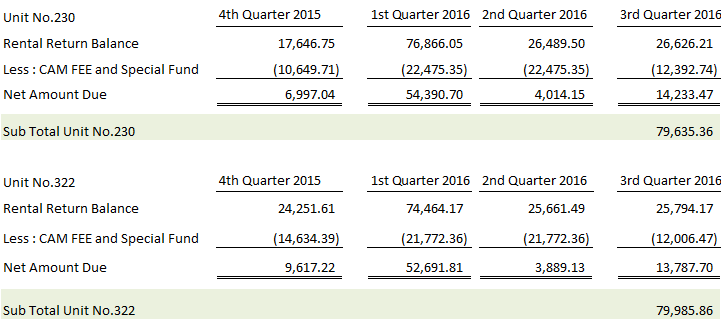 Unit No.230 4th Quarter 2015 1st Quarter 2016 2nd Quarter 2016 3rd Quarter 2016
Rental Return Balance 17,646.75 76,866.05 26,489.50 26,626.21
Less : CAM FEE and Special Fund (10,649.71) (22,475.35) (22,475.35) (12,392.74)
Net Amount Due 6,997.04 54,390.70 4,014.15 14,233.47
Sub Total Unit No.230 79,635.36
Unit No.322 4th Quarter 2015 1st Quarter 2016 2nd Quarter 2016 3rd Quarter 2016
Rental Return Balance 24,251.61 74,464.17 25,661.49 25,794.17
Less : CAM FEE and Special Fund (14,634.39) (21,772.36) (21,772.36) (12,006.47)
Net Amount Due 9,617.22 52,691.81 3,889.13 13,787.70
Sub Total Unit No.322 79,985.86